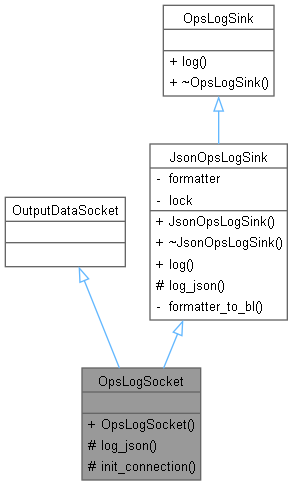 OpsLogSink
+ log()
+ ~OpsLogSink()
JsonOpsLogSink
- formatter
- lock
+ JsonOpsLogSink()
+ ~JsonOpsLogSink()
+ log()
# log_json()
- formatter_to_bl()
OutputDataSocket
OpsLogSocket
+ OpsLogSocket()
# log_json()
# init_connection()